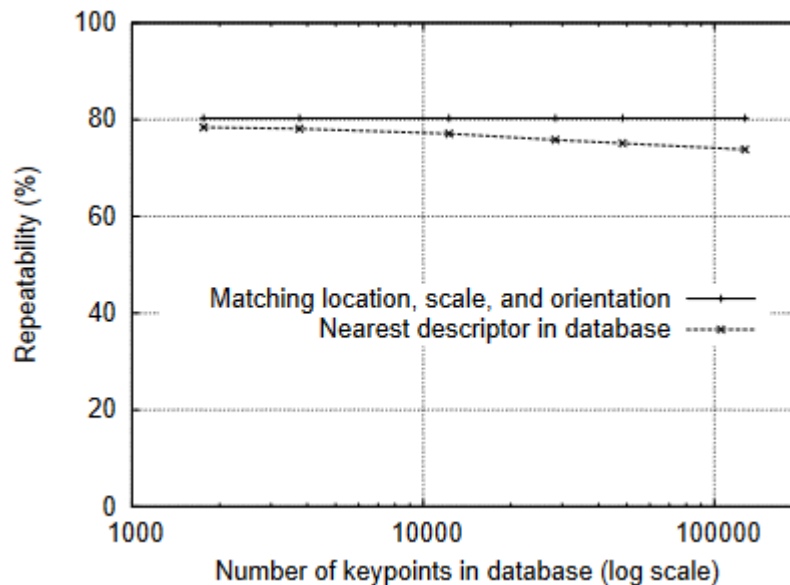 100
80
60
40
20
0
Repeatability (%)
Matching location, scale, and orientation
Nearest descriptor in database
1000 10000 100000
Number of keypoints in database (log scale)